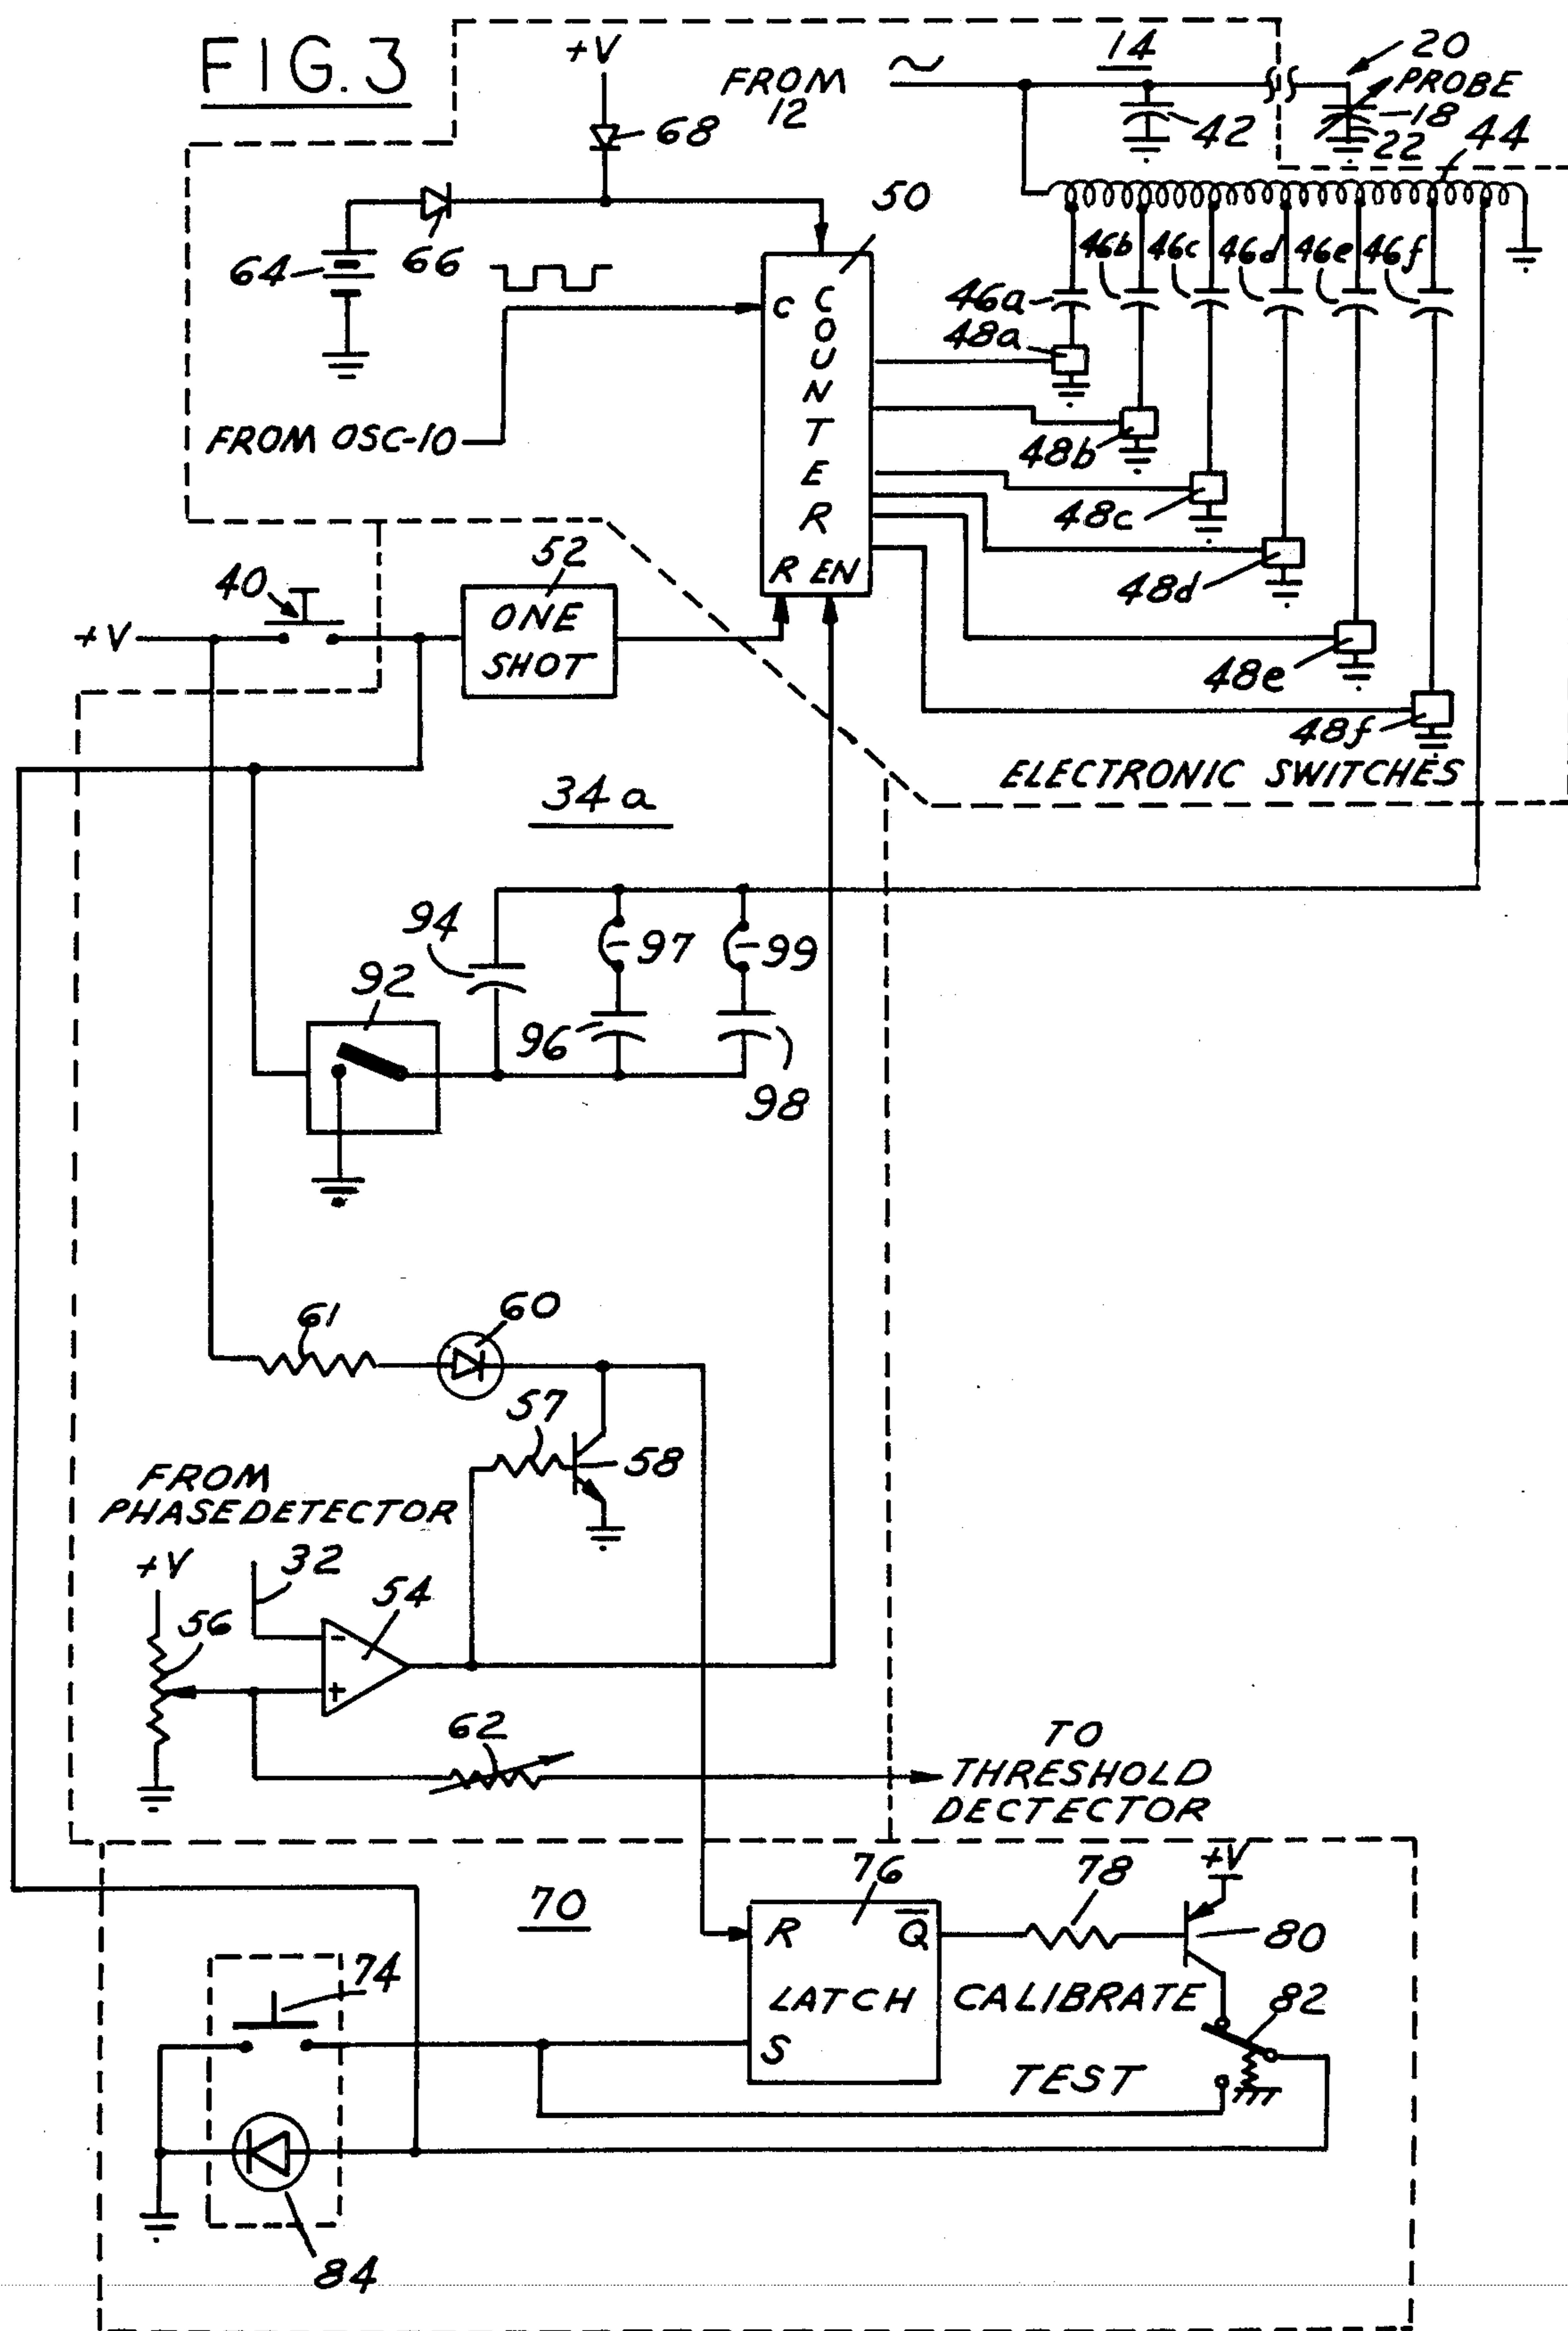 FIG. 3
+V
68
FROM
12
14
20
PROBE
18
22
42
44
50
64
66
46a
46b
46c
46d
46e
46f
C
COUNTER
R EN
48a
48b
48c
48d
48e
48f
FROM OSC-10
40
+V
52
ONE
SHOT
ELECTRONIC SWITCHES
34a
94
97
99
92
96
98
61
60
57
58
FROM
PHASE DETECTOR
+V
32
54
56
-
+
62
TO
THRESHOLD
DECTECTOR
70
76
78
+V
R
Q̅
80
LATCH
CALIBRATE
82
S
TEST
74
84